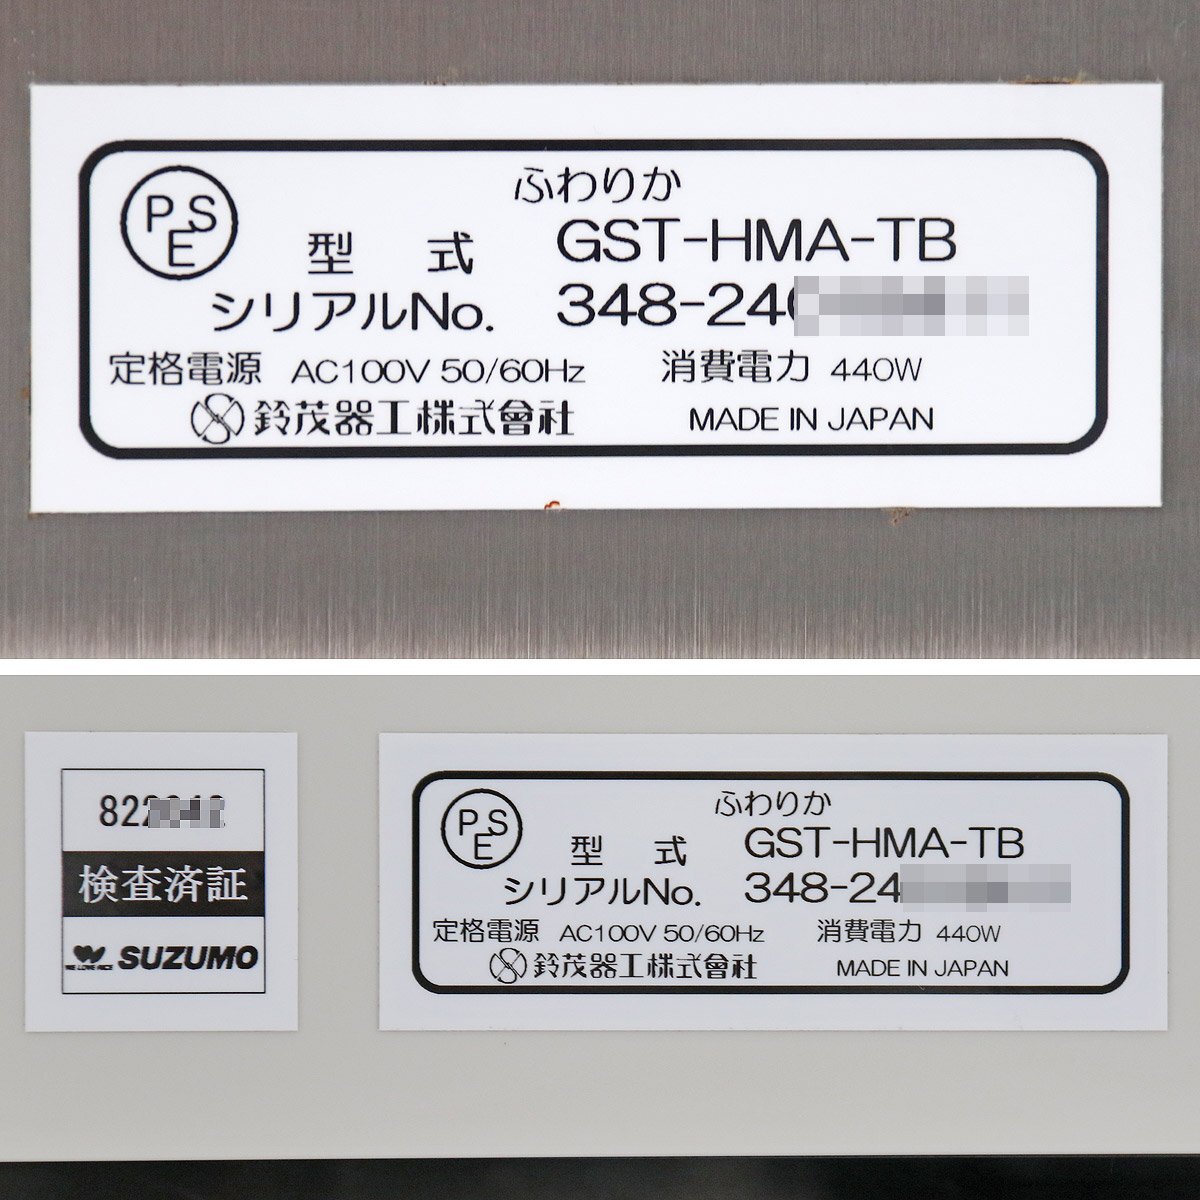 PSE
ふわりか
型 式 GST-HMA-TB
シリアルNo. 348-24
定格電源 AC100V 50/60Hz 消費電力 440W
鈴茂器工株式會社 MADE IN JAPAN
822
検査済証
WE LOVE RICE SUZUMO
PSE
ふわりか
型 式 GST-HMA-TB
シリアルNo. 348-24
定格電源 AC100V 50/60Hz 消費電力 440W
鈴茂器工株式會社 MADE IN JAPAN